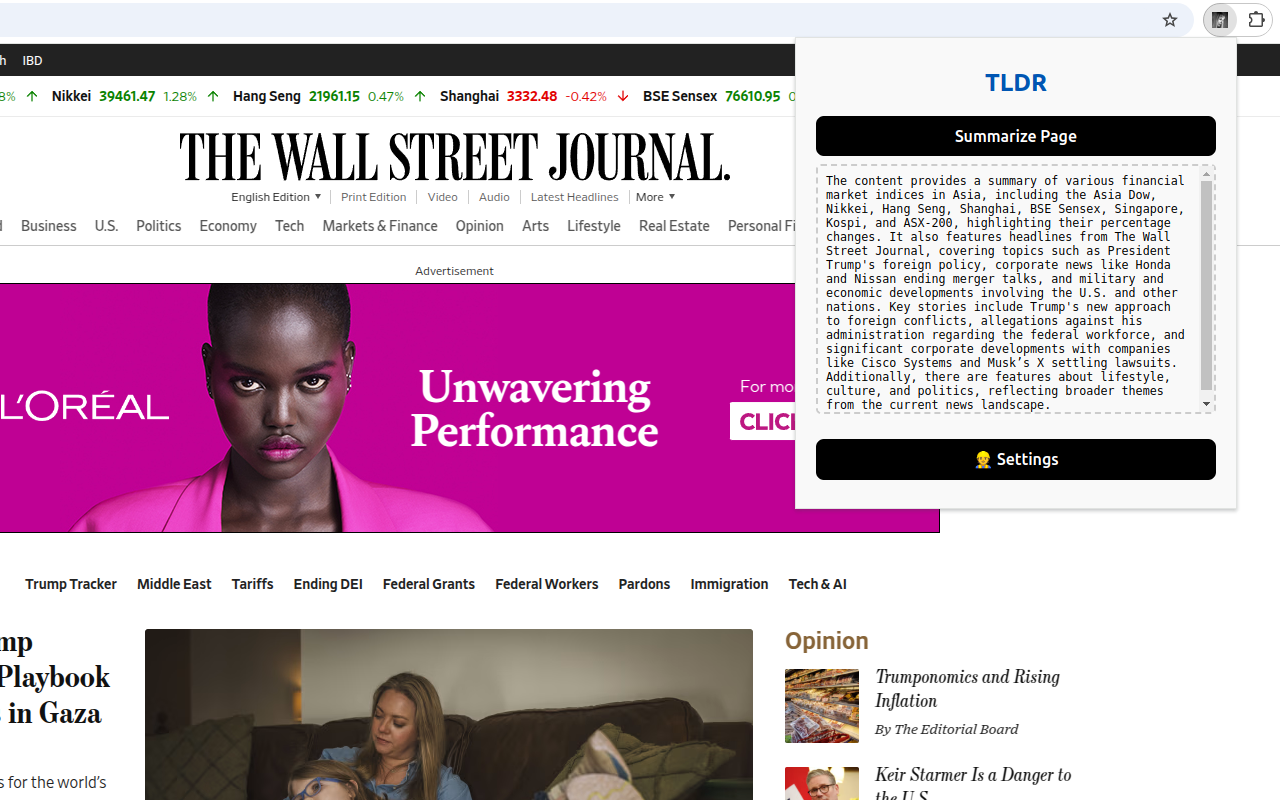 h IBD
8% ↑ Nikkei 39461.47 1.28% ↑ Hang Seng 21961.15 0.47% ↑ Shanghai 3332.48 -0.42% ↓ BSE Sensex 76610.95 0
THE WALL STREET JOURNAL.
English Edition ▼ Print Edition Video Audio Latest Headlines More ▼
d Business U.S. Politics Economy Tech Markets & Finance Opinion Arts Lifestyle Real Estate Personal Fi
Advertisement
L'ORÉAL
Unwavering
Performance
For mo
CLIC
TLDR
Summarize Page
The content provides a summary of various financial
market indices in Asia, including the Asia Dow,
Nikkei, Hang Seng, Shanghai, BSE Sensex, Singapore,
Kospi, and ASX-200, highlighting their percentage
changes. It also features headlines from The Wall
Street Journal, covering topics such as President
Trump's foreign policy, corporate news like Honda
and Nissan ending merger talks, and military and
economic developments involving the U.S. and other
nations. Key stories include Trump's new approach
to foreign conflicts, allegations against his
administration regarding the federal workforce, and
significant corporate developments with companies
like Cisco Systems and Musk’s X settling lawsuits.
Additionally, there are features about lifestyle,
culture, and politics, reflecting broader themes
from the current news landscape.
👷 Settings
Trump Tracker Middle East Tariffs Ending DEI Federal Grants Federal Workers Pardons Immigration Tech & AI
mp
Playbook
s in Gaza
s for the world’s
Opinion
Trumponomics and Rising
Inflation
By The Editorial Board
Keir Starmer Is a Danger to
the U.S.